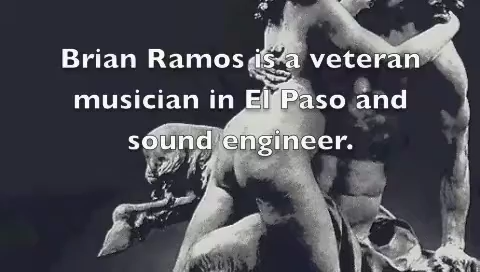 Brian Ramos is a veteran
musician in El Paso and
sound engineer.